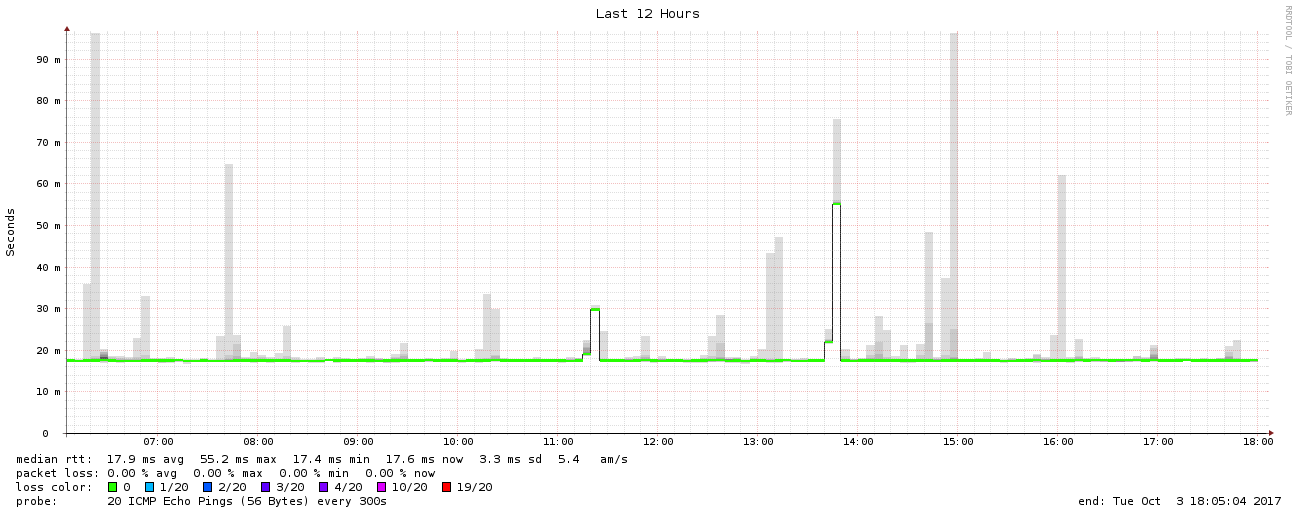 Last 12 Hours
RRDTOOL / TOBI OETIKER
Seconds
90 m
80 m
70 m
60 m
50 m
40 m
30 m
20 m
10 m
0
07:00 08:00 09:00 10:00 11:00 12:00 13:00 14:00 15:00 16:00 17:00 18:00
median rtt: 17.9 ms avg 55.2 ms max 17.4 ms min 17.6 ms now 3.3 ms sd 5.4 am/s
packet loss: 0.00 % avg 0.00 % max 0.00 % min 0.00 % now
loss color: 0 1/20 2/20 3/20 4/20 10/20 19/20
probe: 20 ICMP Echo Pings (56 Bytes) every 300s end: Tue Oct 3 18:05:04 2017